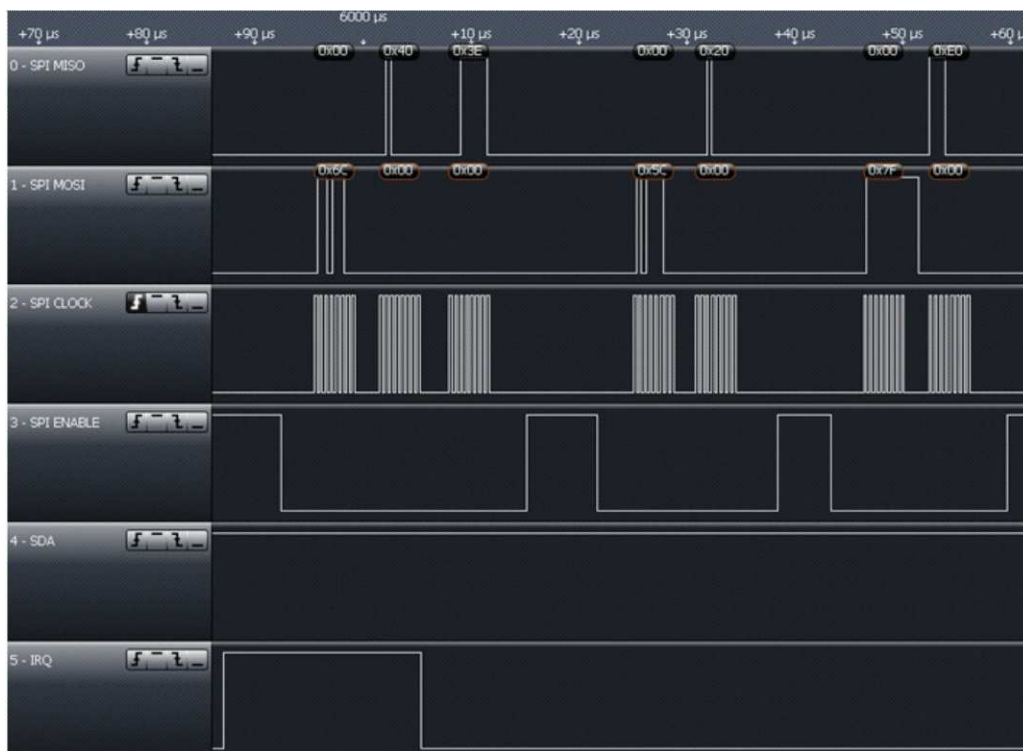 6000 µs
+70 µs +80 µs +90 µs +10 µs +20 µs +30 µs +40 µs +50 µs +60 µ
0 - SPI MISO 0x00 0x40 0x3E 0x00 0x20 0x00 0xE0
1 - SPI MOSI 0x6C 0x00 0x00 0x5C 0x00 0x7F 0x00
2 - SPI CLOCK
3 - SPI ENABLE
4 - SDA
5 - IRQ